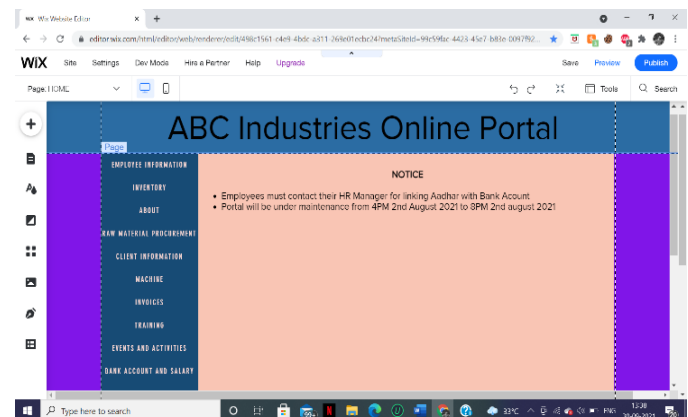 Wix Website Editor
editor.wix.com/html/editor/web/renderer/edit/
WiX Site Settings Dev Mode Hire a Partner Help Upgrade Save Preview Publish
Page: HOME Tools Search
ABC Industries Online Portal
Page
EMPLOYEE INFORMATION
NOTICE
INVENTORY
Employees must contact their HR Manager for linking Aadhar with Bank Acount
Portal will be under maintenance from 4PM 2nd August 2021 to 8PM 2nd august 2021
ABOUT
RAW MATERIAL PROCUREMENT
CLIENT INFORMATION
MACHINE
INVOICES
TRAINING
EVENTS AND ACTIVITIES
BANK ACCOUNT AND SALARY
Type here to search 99+ 33°C ENG 13:38